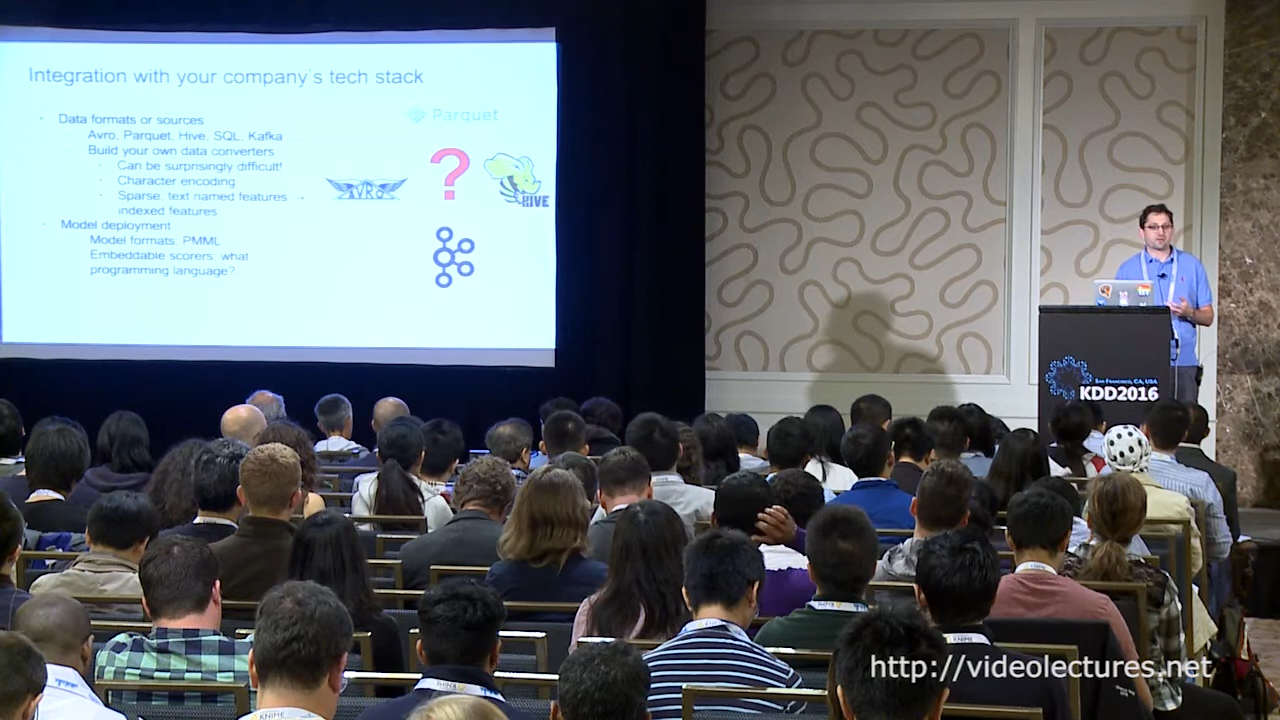 Integration with your company's tech stack
Data formats or sources
Avro, Parquet, Hive, SQL, Kafka ...
Build your own data converters
Can be surprisingly difficult!
Character encoding
Sparse, text named features
indexed features
Model deployment
Model formats, PMML
Embeddable scorers, what
programming language?
Parquet
AVRO
?
HIVE
SAN FRANCISCO, CA, USA
KDD2016
KNIME
KNIME
http://videolectures.net